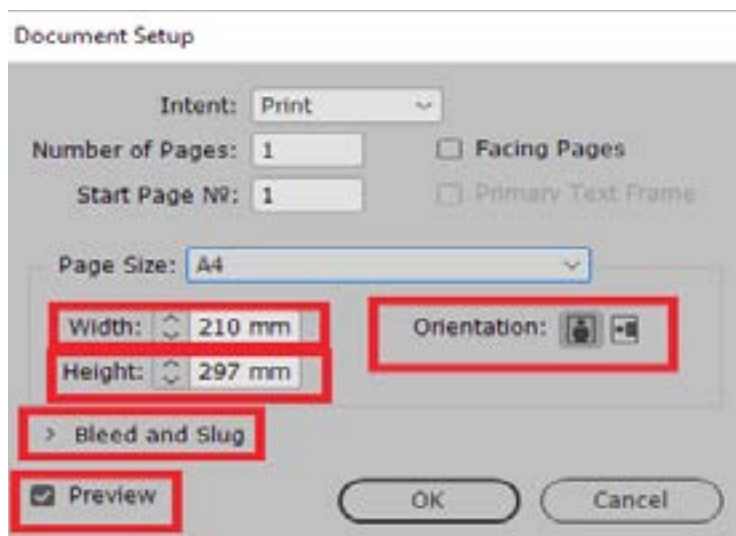 Document Setup
Intent: Print
Number of Pages: 1 Facing Pages
Start Page Nº: 1 Primary Text Frame
Page Size: A4
Width: 210 mm Orientation:
Height: 297 mm
> Bleed and Slug
Preview OK Cancel